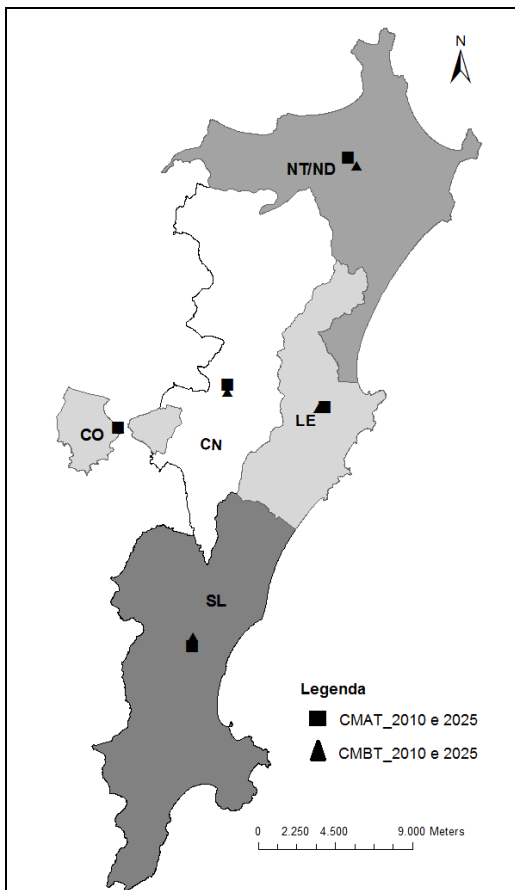 N
NT/ND
CO
CN
LE
SL
Legenda
CMAT_2010 e 2025
CMBT_2010 e 2025
0 2.250 4.500 9.000 Meters